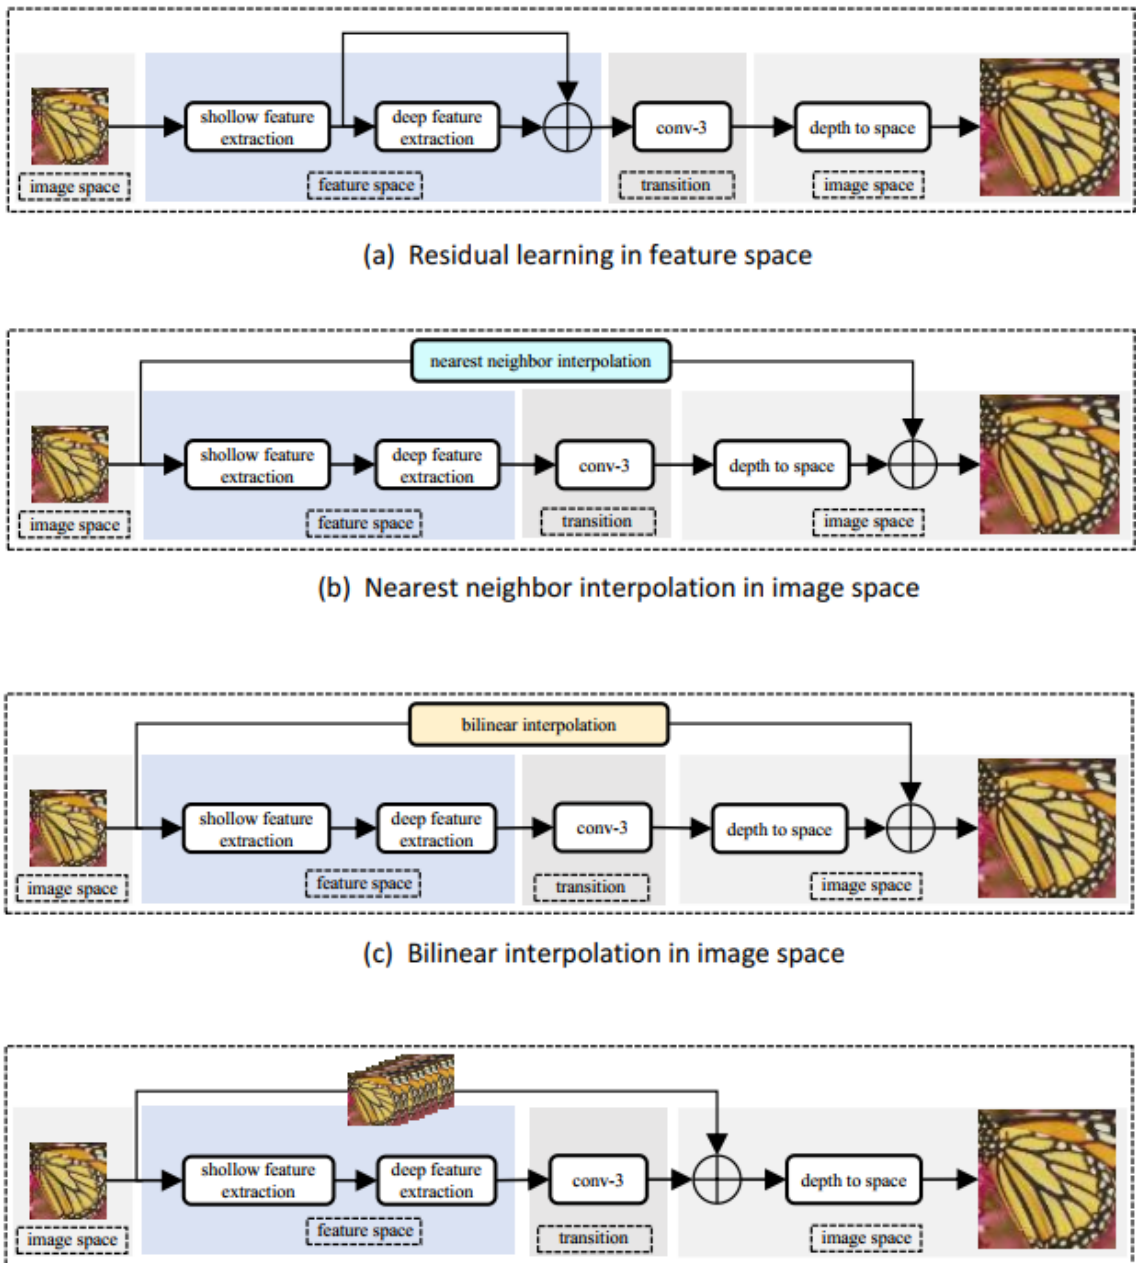 shollow feature
extraction
deep feature
extraction
conv-3
depth to space
image space
feature space
transition
image space
(a) Residual learning in feature space
nearest neighbor interpolation
shollow feature
extraction
deep feature
extraction
conv-3
depth to space
image space
feature space
transition
image space
(b) Nearest neighbor interpolation in image space
bilinear interpolation
shollow feature
extraction
deep feature
extraction
conv-3
depth to space
image space
feature space
transition
image space
(c) Bilinear interpolation in image space
shollow feature
extraction
deep feature
extraction
conv-3
depth to space
image space
feature space
transition
image space